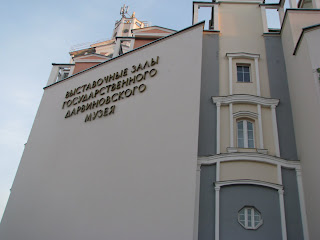 ВЫСТАВОЧНЫЕ ЗАЛЫ
ГОСУДАРСТВЕННОГО
ДАРВИНОВСКОГО
МУЗЕЯ